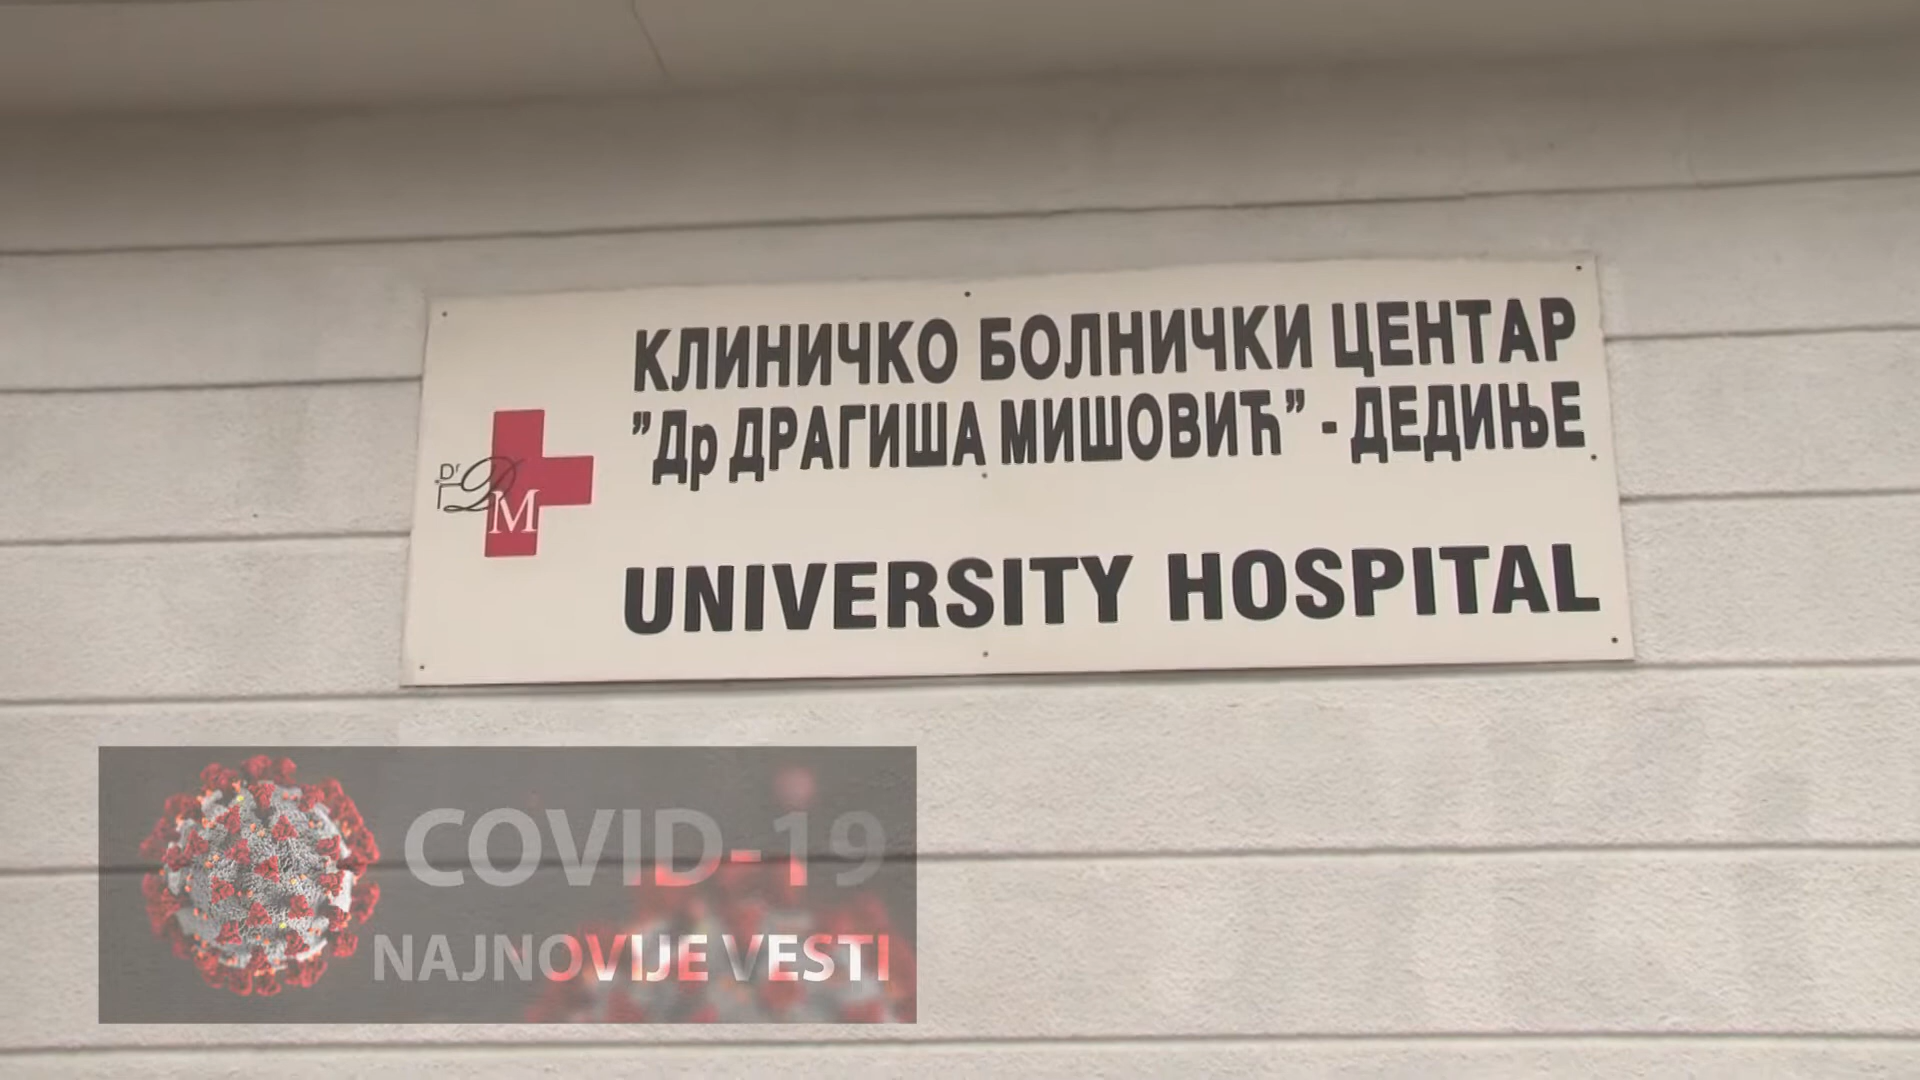 КЛИНИЧКО БОЛНИЧКИ ЦЕНТАР
"Др ДРАГИША МИШОВИЋ" - ДЕДИЊЕ
Dr
DM
UNIVERSITY HOSPITAL
COVID-19
NAJNOVIJE VESTI